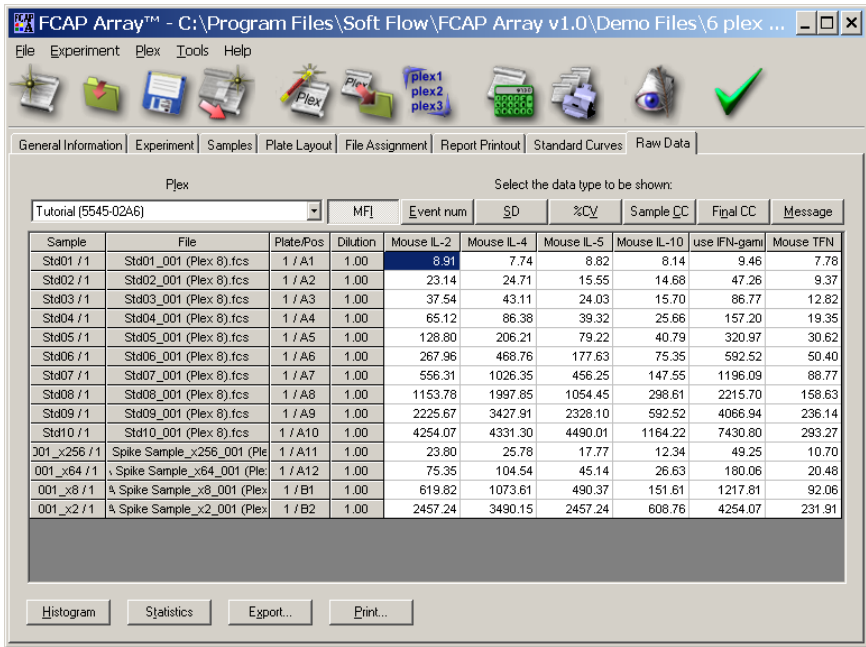 FCAP Array™ - C:\Program Files\Soft Flow\FCAP Array v1.0\Demo Files\6 plex ...
File Experiment Plex Tools Help
Plex Plex plex1
plex2
plex3
General Information Experiment Samples Plate Layout File Assignment Report Printout Standard Curves Raw Data
Plex Select the data type to be shown:
Tutorial (5545-02A6) MFI Event num SD %CV Sample CC Final CC Message
Sample File Plate/Pos Dilution Mouse IL-2 Mouse IL-4 Mouse IL-5 Mouse IL-10 use IFN-gam Mouse TFN
Std01 / 1 Std01_001 (Plex 8).fcs 1 / A1 1.00 8.91 7.74 8.82 8.14 9.46 7.78
Std02 / 1 Std02_001 (Plex 8).fcs 1 / A2 1.00 23.14 24.71 15.55 14.68 47.26 9.37
Std03 / 1 Std03_001 (Plex 8).fcs 1 / A3 1.00 37.54 43.11 24.03 15.70 86.77 12.82
Std04 / 1 Std04_001 (Plex 8).fcs 1 / A4 1.00 65.12 86.38 39.32 25.66 157.20 19.35
Std05 / 1 Std05_001 (Plex 8).fcs 1 / A5 1.00 128.80 206.21 79.22 40.79 320.97 30.62
Std06 / 1 Std06_001 (Plex 8).fcs 1 / A6 1.00 267.96 468.76 177.63 75.35 592.52 50.40
Std07 / 1 Std07_001 (Plex 8).fcs 1 / A7 1.00 556.31 1026.35 456.25 147.55 1196.09 88.77
Std08 / 1 Std08_001 (Plex 8).fcs 1 / A8 1.00 1153.78 1997.85 1054.45 298.61 2215.70 158.63
Std09 / 1 Std09_001 (Plex 8).fcs 1 / A9 1.00 2225.67 3427.91 2328.10 592.52 4066.94 236.14
Std10 / 1 Std10_001 (Plex 8).fcs 1 / A10 1.00 4254.07 4331.30 4490.01 1164.22 7430.80 293.27
001_x256 / 1 Spike Sample_x256_001 (Ple 1 / A11 1.00 23.80 25.78 17.77 12.34 49.25 10.70
001_x64 / 1 Spike Sample_x64_001 (Ple 1 / A12 1.00 75.35 104.54 45.14 26.63 180.06 20.48
001_x8 / 1 Spike Sample_x8_001 (Plex 1 / B1 1.00 619.82 1073.61 490.37 151.61 1217.81 92.06
001_x2 / 1 Spike Sample_x2_001 (Plex 1 / B2 1.00 2457.24 3490.15 2457.24 608.76 4254.07 231.91
Histogram Statistics Export... Print...